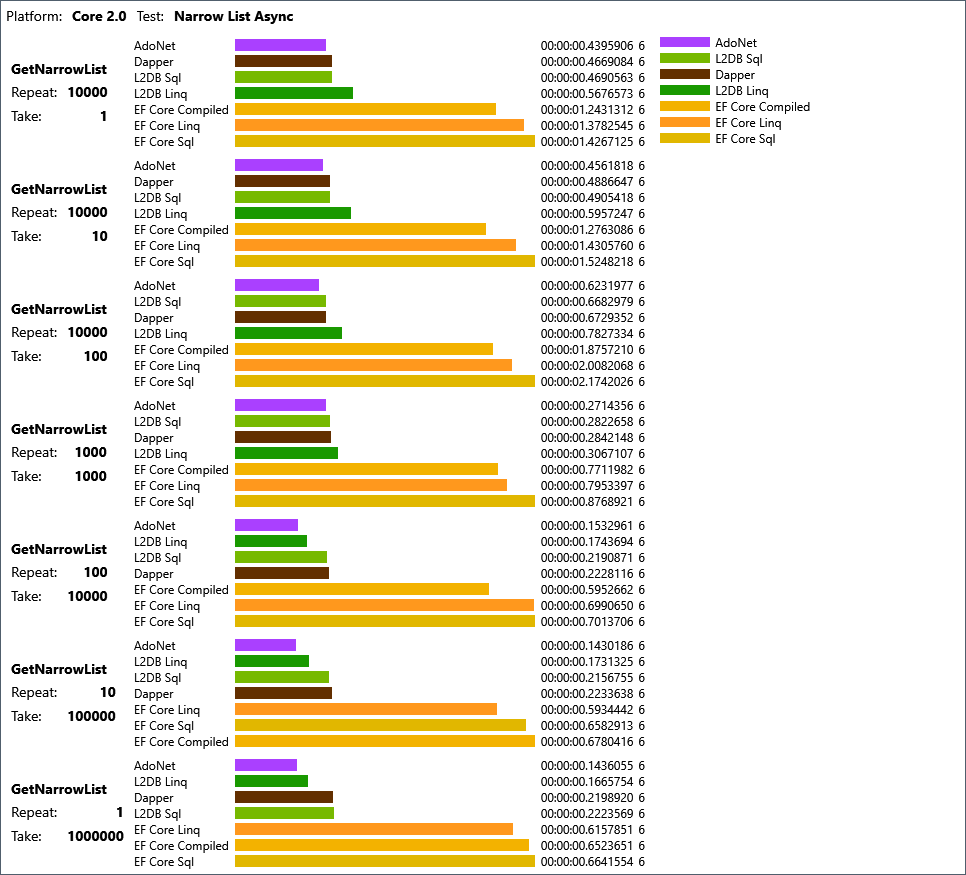 Platform: Core 2.0 Test: Narrow List Async
GetNarrowList
Repeat: 10000
Take: 1
AdoNet 00:00:00.4395906 6
Dapper 00:00:00.4669084 6
L2DB Sql 00:00:00.4690563 6
L2DB Linq 00:00:00.5676573 6
EF Core Compiled 00:00:01.2431312 6
EF Core Linq 00:00:01.3782545 6
EF Core Sql 00:00:01.4267125 6
AdoNet
L2DB Sql
Dapper
L2DB Linq
EF Core Compiled
EF Core Linq
EF Core Sql
GetNarrowList
Repeat: 10000
Take: 10
AdoNet 00:00:00.4561818 6
Dapper 00:00:00.4886647 6
L2DB Sql 00:00:00.4905418 6
L2DB Linq 00:00:00.5957247 6
EF Core Compiled 00:00:01.2763086 6
EF Core Linq 00:00:01.4305760 6
EF Core Sql 00:00:01.5248218 6
GetNarrowList
Repeat: 10000
Take: 100
AdoNet 00:00:00.6231977 6
L2DB Sql 00:00:00.6682979 6
Dapper 00:00:00.6729352 6
L2DB Linq 00:00:00.7827334 6
EF Core Compiled 00:00:01.8757210 6
EF Core Linq 00:00:02.0082068 6
EF Core Sql 00:00:02.1742026 6
GetNarrowList
Repeat: 1000
Take: 1000
AdoNet 00:00:00.2714356 6
L2DB Sql 00:00:00.2822658 6
Dapper 00:00:00.2842148 6
L2DB Linq 00:00:00.3067107 6
EF Core Compiled 00:00:00.7711982 6
EF Core Linq 00:00:00.7953397 6
EF Core Sql 00:00:00.8768921 6
GetNarrowList
Repeat: 100
Take: 10000
AdoNet 00:00:00.1532961 6
L2DB Linq 00:00:00.1743694 6
L2DB Sql 00:00:00.2190871 6
Dapper 00:00:00.2228116 6
EF Core Compiled 00:00:00.5952662 6
EF Core Linq 00:00:00.6990650 6
EF Core Sql 00:00:00.7013706 6
GetNarrowList
Repeat: 10
Take: 100000
AdoNet 00:00:00.1430186 6
L2DB Linq 00:00:00.1731325 6
L2DB Sql 00:00:00.2156755 6
Dapper 00:00:00.2233638 6
EF Core Linq 00:00:00.5934442 6
EF Core Sql 00:00:00.6582913 6
EF Core Compiled 00:00:00.6780416 6
GetNarrowList
Repeat: 1
Take: 1000000
AdoNet 00:00:00.1436055 6
L2DB Linq 00:00:00.1665754 6
Dapper 00:00:00.2198920 6
L2DB Sql 00:00:00.2223569 6
EF Core Linq 00:00:00.6157851 6
EF Core Compiled 00:00:00.6523651 6
EF Core Sql 00:00:00.6641554 6